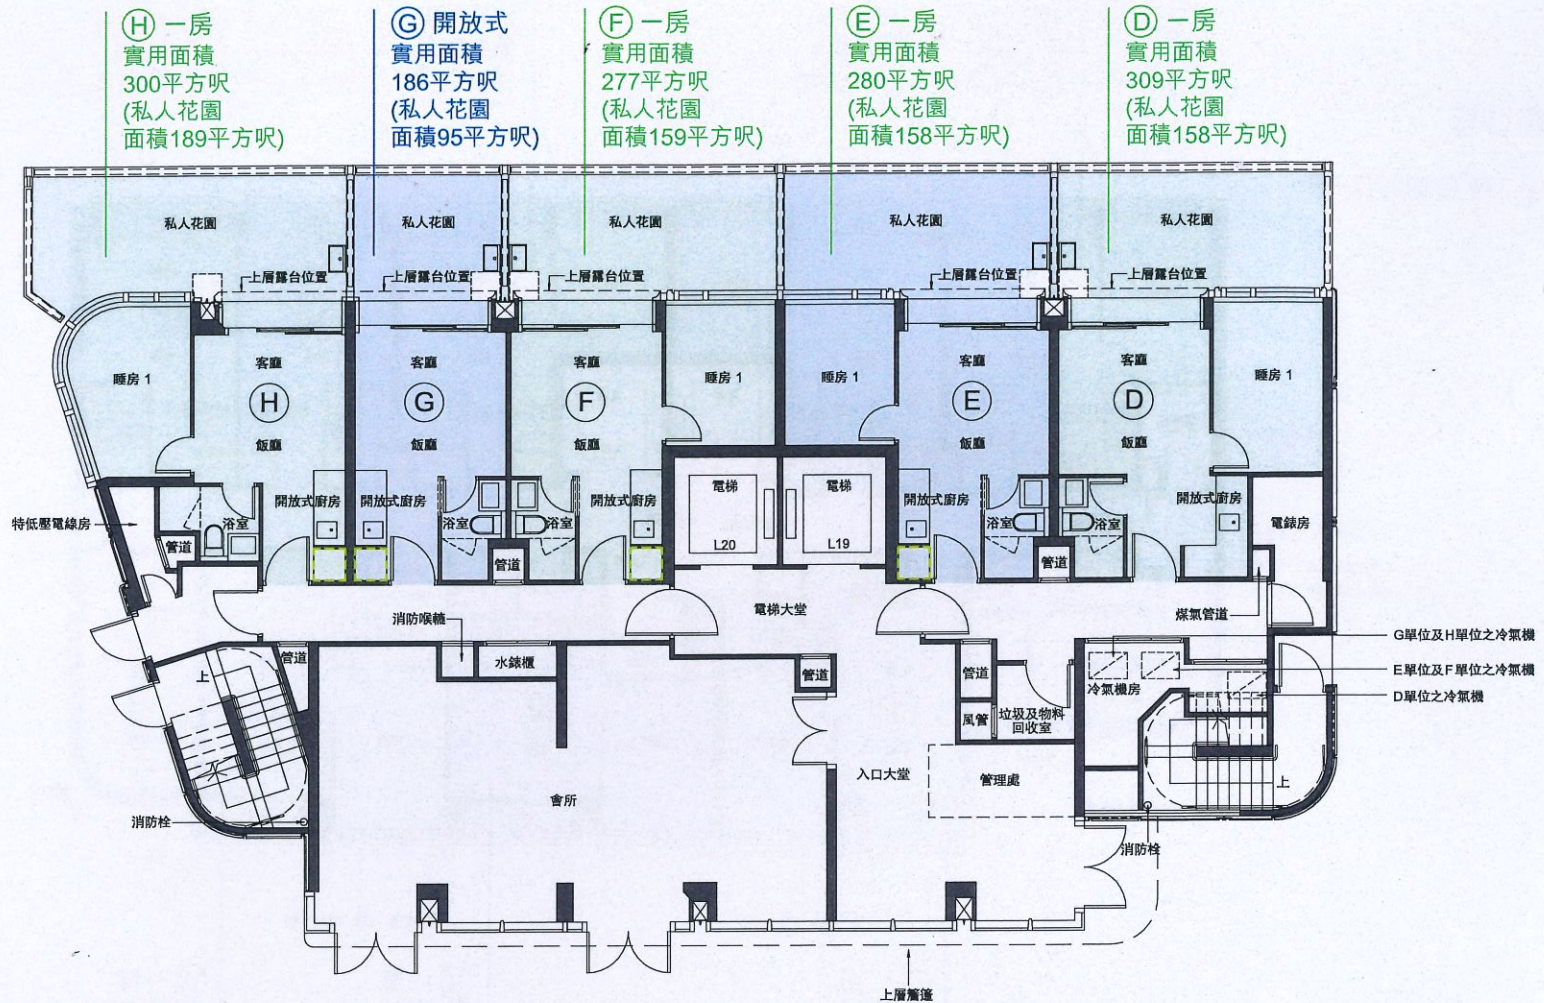 H 一房
實用面積
300平方呎
(私人花園
面積189平方呎)
G 開放式
實用面積
186平方呎
(私人花園
面積95平方呎)
F 一房
實用面積
277平方呎
(私人花園
面積159平方呎)
E 一房
實用面積
280平方呎
(私人花園
面積158平方呎)
D 一房
實用面積
309平方呎
(私人花園
面積158平方呎)
私人花園
私人花園
私人花園
私人花園
私人花園
上層露台位置
上層露台位置
上層露台位置
上層露台位置
上層露台位置
睡房 1
客廳
H
飯廳
客廳
G
飯廳
客廳
F
飯廳
睡房 1
睡房 1
客廳
E
飯廳
客廳
D
飯廳
睡房 1
特低壓電線房
管道
浴室
開放式廚房
開放式廚房
浴室
管道
浴室
開放式廚房
電梯
L20
電梯
L19
開放式廚房
浴室
管道
浴室
開放式廚房
電錶房
消防喉轆
電梯大堂
煤氣管道
管道
水錶櫃
管道
管道
風管
垃圾及物料
回收室
冷氣機房
G單位及H單位之冷氣機
E單位及F單位之冷氣機
D單位之冷氣機
上
上
會所
入口大堂
管理處
消防栓
消防栓
上層簷篷